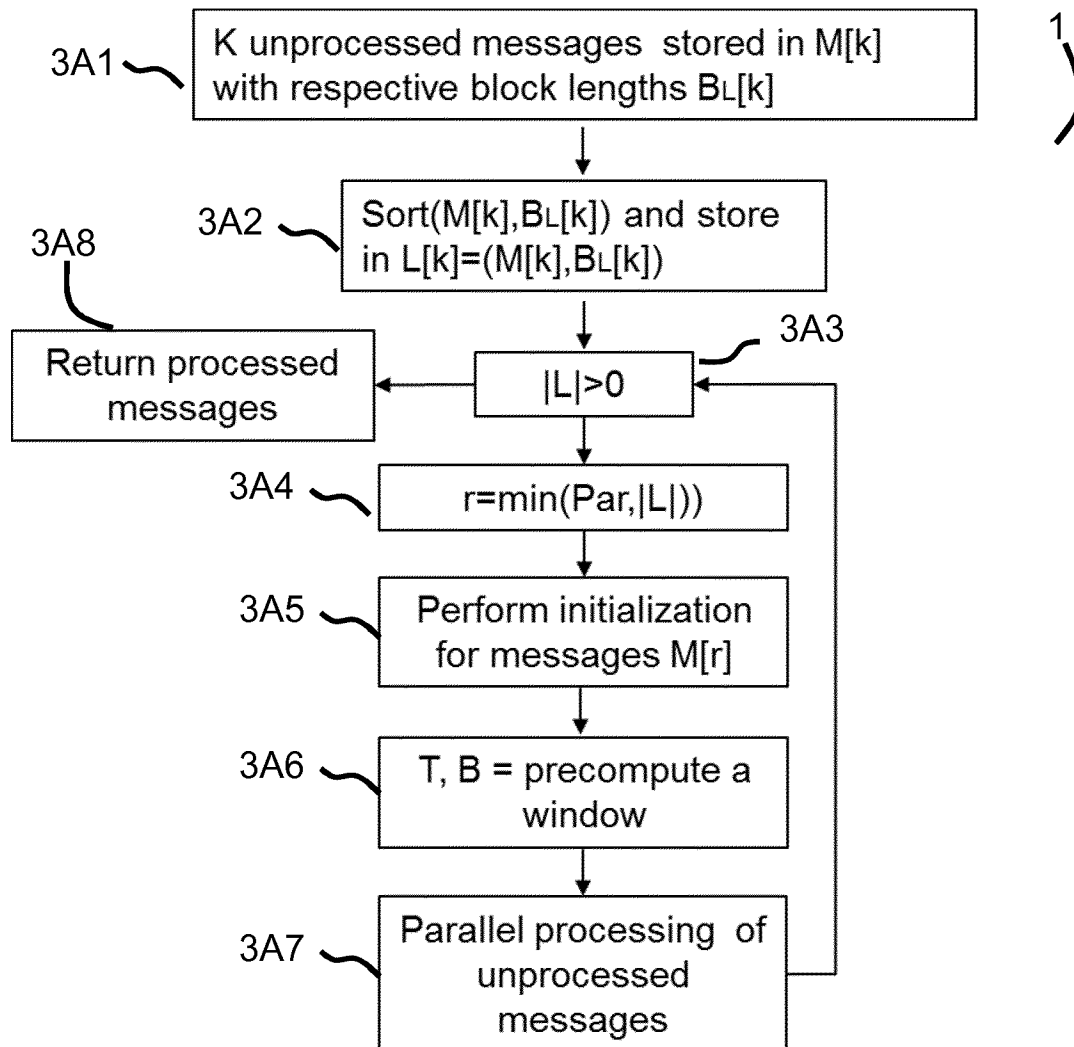 3A1
K unprocessed messages stored in M[k]
with respective block lengths BL[k]
1
3A2
Sort(M[k],BL[k]) and store
in L[k]=(M[k],BL[k])
3A8
Return processed
messages
3A3
|L|>0
3A4
r=min(Par,|L|))
3A5
Perform initialization
for messages M[r]
3A6
T, B = precompute a
window
3A7
Parallel processing of
unprocessed
messages